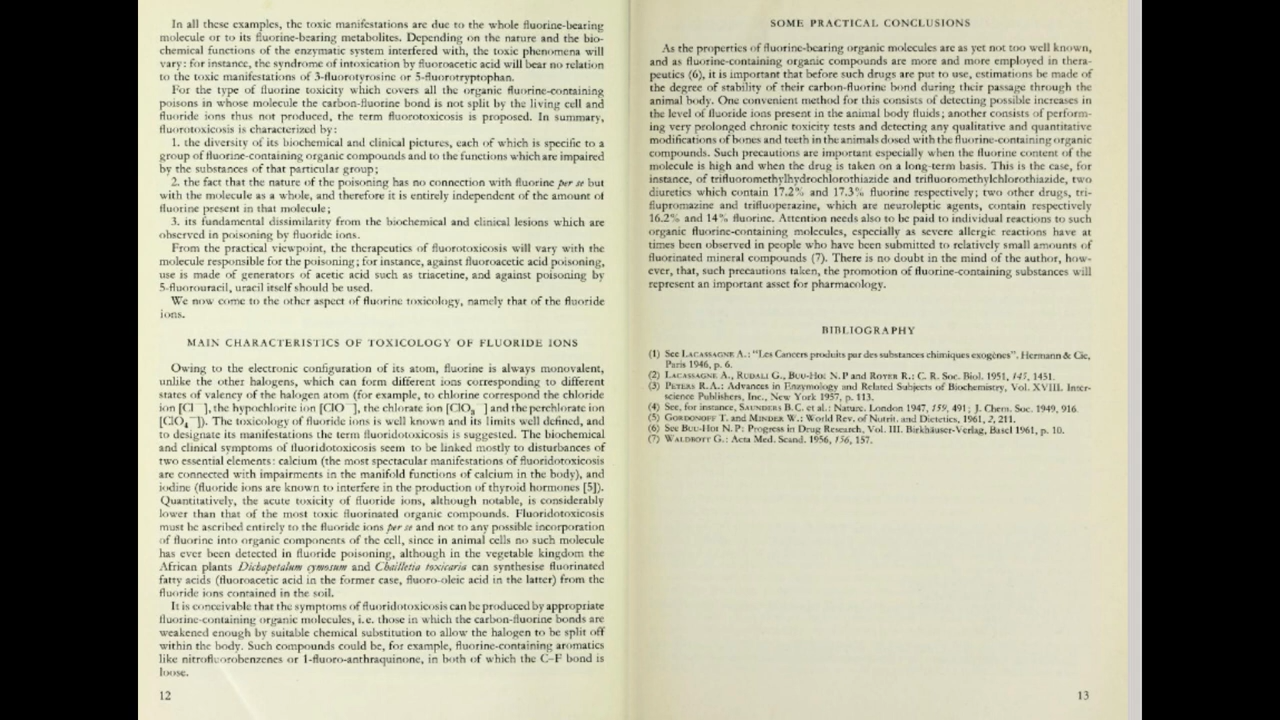 In all these examples, the toxic manifestations are due to the whole fluorine-bearing
molecule or to its fluorine-bearing metabolites. Depending on the nature and the bio-
chemical functions of the enzymatic system interfered with, the toxic phenomena will
vary: for instance, the syndrome of intoxication by fluoroacetic acid will bear no relation
to the toxic manifestations of 3-fluorotyrosine or 5-fluorotryptophan.
For the type of fluorine toxicity which covers all the organic fluorine-containing
poisons in whose molecule the carbon-fluorine bond is not split by the living cell and
fluoride ions thus not produced, the term fluorotoxicosis is proposed. In summary,
fluorotoxicosis is characterized by:
1. the diversity of its biochemical and clinical pictures, each of which is specific to a
group of fluorine-containing organic compounds and to the functions which are impaired
by the substances of that particular group;
2. the fact that the nature of the poisoning has no connection with fluorine per se but
with the molecule as a whole, and therefore it is entirely independent of the amount of
fluorine present in that molecule;
3. its fundamental dissimilarity from the biochemical and clinical lesions which are
observed in poisoning by fluoride ions.
From the practical viewpoint, the therapeutics of fluorotoxicosis will vary with the
molecule responsible for the poisoning; for instance, against fluoroacetic acid poisoning,
use is made of generators of acetic acid such as triacetine, and against poisoning by
5-fluorouracil, uracil itself should be used.
We now come to the other aspect of fluorine toxicology, namely that of the fluoride
ions.
MAIN CHARACTERISTICS OF TOXICOLOGY OF FLUORIDE IONS
Owing to the electronic configuration of its atom, fluorine is always monovalent,
unlike the other halogens, which can form different ions corresponding to different
states of valency of the halogen atom (for example, to chlorine correspond the chloride
ion [Cl⁻], the hypochlorite ion [ClO⁻], the chlorate ion [ClO₃⁻] and the perchlorate ion
[ClO₄⁻]). The toxicology of fluoride ions is well known and its limits well defined, and
to designate its manifestations the term fluoridotoxicosis is suggested. The biochemical
and clinical symptoms of fluoridotoxicosis seem to be linked mostly to disturbances of
two essential elements: calcium (the most spectacular manifestations of fluoridotoxicosis
are connected with impairments in the manifold functions of calcium in the body), and
iodine (fluoride ions are known to interfere in the production of thyroid hormones [5]).
Quantitatively, the acute toxicity of fluoride ions, although notable, is considerably
lower than that of the most toxic fluorinated organic compounds. Fluoridotoxicosis
must be ascribed entirely to the fluoride ions per se and not to any possible incorporation
of fluorine into organic components of the cell, since in animal cells no such molecule
has ever been detected in fluoride poisoning, although in the vegetable kingdom the
African plants Dichapetalum cymosum and Chailletia toxicaria can synthesise fluorinated
fatty acids (fluoroacetic acid in the former case, fluoro-oleic acid in the latter) from the
fluoride ions contained in the soil.
It is conceivable that the symptoms of fluoridotoxicosis can be produced by appropriate
fluorine-containing organic molecules, i.e. those in which the carbon-fluorine bonds are
weakened enough by suitable chemical substitution to allow the halogen to be split off
within the body. Such compounds could be, for example, fluorine-containing aromatics
like nitrofluorobenzenes or 1-fluoro-anthraquinone, in both of which the C–F bond is
loose.
12
SOME PRACTICAL CONCLUSIONS
As the properties of fluorine-bearing organic molecules are as yet not too well known,
and as fluorine-containing organic compounds are more and more employed in thera-
peutics (6), it is important that before such drugs are put to use, estimations be made of
the degree of stability of their carbon-fluorine bond during their passage through the
animal body. One convenient method for this consists of detecting possible increases in
the level of fluoride ions present in the animal body fluids; another consists of perform-
ing very prolonged chronic toxicity tests and detecting any qualitative and quantitative
modifications of bones and teeth in the animals dosed with the fluorine-containing organic
compounds. Such precautions are important especially when the fluorine content of the
molecule is high and when the drug is taken on a long-term basis. This is the case, for
instance, of trifluoromethylhydrochlorothiazide and trifluoromethylchlorothiazide, two
diuretics which contain 17.2% and 17.3% fluorine respectively; two other drugs, tri-
flupromazine and trifluoperazine, which are neuroleptic agents, contain respectively
16.2% and 14% fluorine. Attention needs also to be paid to individual reactions to such
organic fluorine-containing molecules, especially as severe allergic reactions have at
times been observed in people who have been submitted to relatively small amounts of
fluorinated mineral compounds (7). There is no doubt in the mind of the author, how-
ever, that, such precautions taken, the promotion of fluorine-containing substances will
represent an important asset for pharmacology.
BIBLIOGRAPHY
(1) See LACASSAGNE A.: "Les Cancers produits par des substances chimiques exogènes". Hermann & Cie,
Paris 1946, p. 6.
(2) LACASSAGNE A., RUDALI G., BUU-HOI N.P and ROYER R.: C. R. Soc. Biol. 1951, 145, 1451.
(3) PETERS R.A.: Advances in Enzymology and Related Subjects of Biochemistry, Vol. XVIII. Inter-
science Publishers, Inc., New York 1957, p. 113.
(4) See, for instance, SAUNDERS B.C. et al.: Nature. London 1947, 159, 491; J. Chem. Soc. 1949, 916.
(5) GORDONOFF T. and MINDER W.: World Rev. of Nutrit. and Dietetics, 1961, 2, 211.
(6) See BUU-HOI N.P: Progress in Drug Research, Vol. III. Birkhäuser-Verlag, Basel 1961, p. 10.
(7) WALDBOTT G.: Acta Med. Scand. 1956, 156, 157.
13